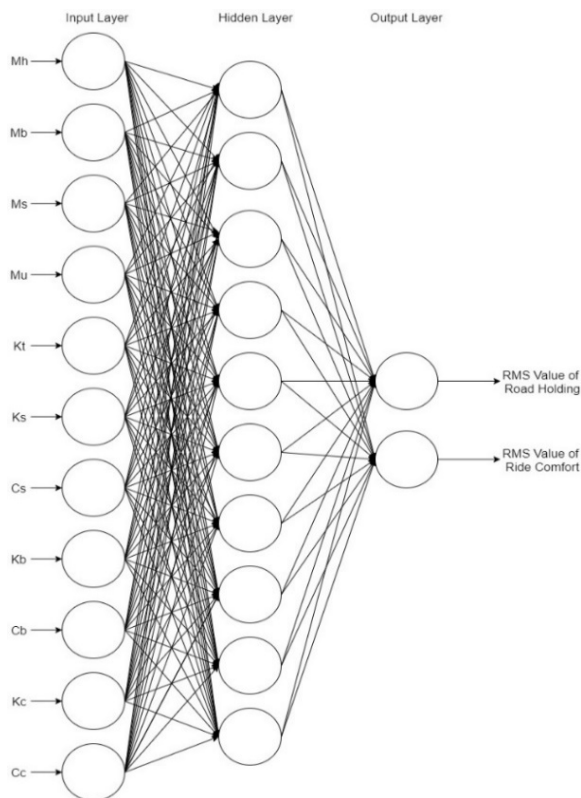 Input Layer
Hidden Layer
Output Layer
Mh
Mb
Ms
Mu
Kt
Ks
Cs
Kb
Cb
Kc
Cc
RMS Value of
Road Holding
RMS Value of
Ride Comfort